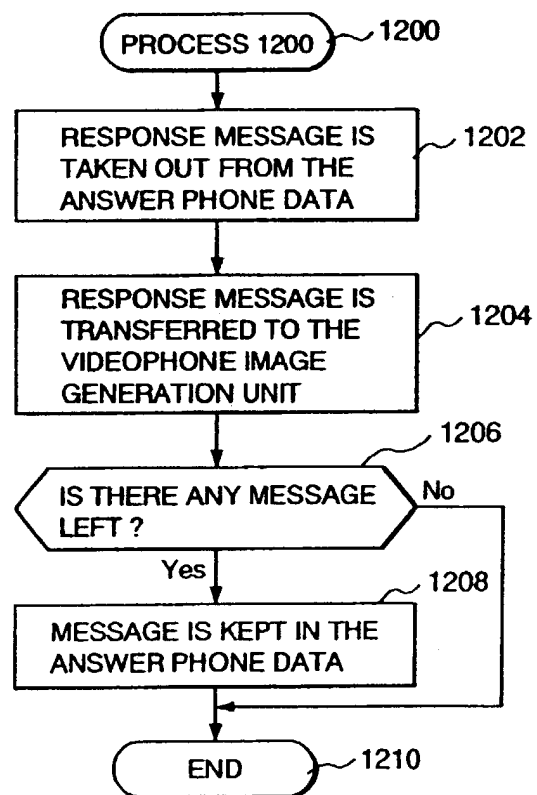 PROCESS 1200
1200
RESPONSE MESSAGE IS
TAKEN OUT FROM THE
ANSWER PHONE DATA
1202
RESPONSE MESSAGE IS
TRANSFERRED TO THE
VIDEOPHONE IMAGE
GENERATION UNIT
1204
1206
IS THERE ANY MESSAGE
LEFT ?
No
Yes
1208
MESSAGE IS KEPT IN THE
ANSWER PHONE DATA
END
1210